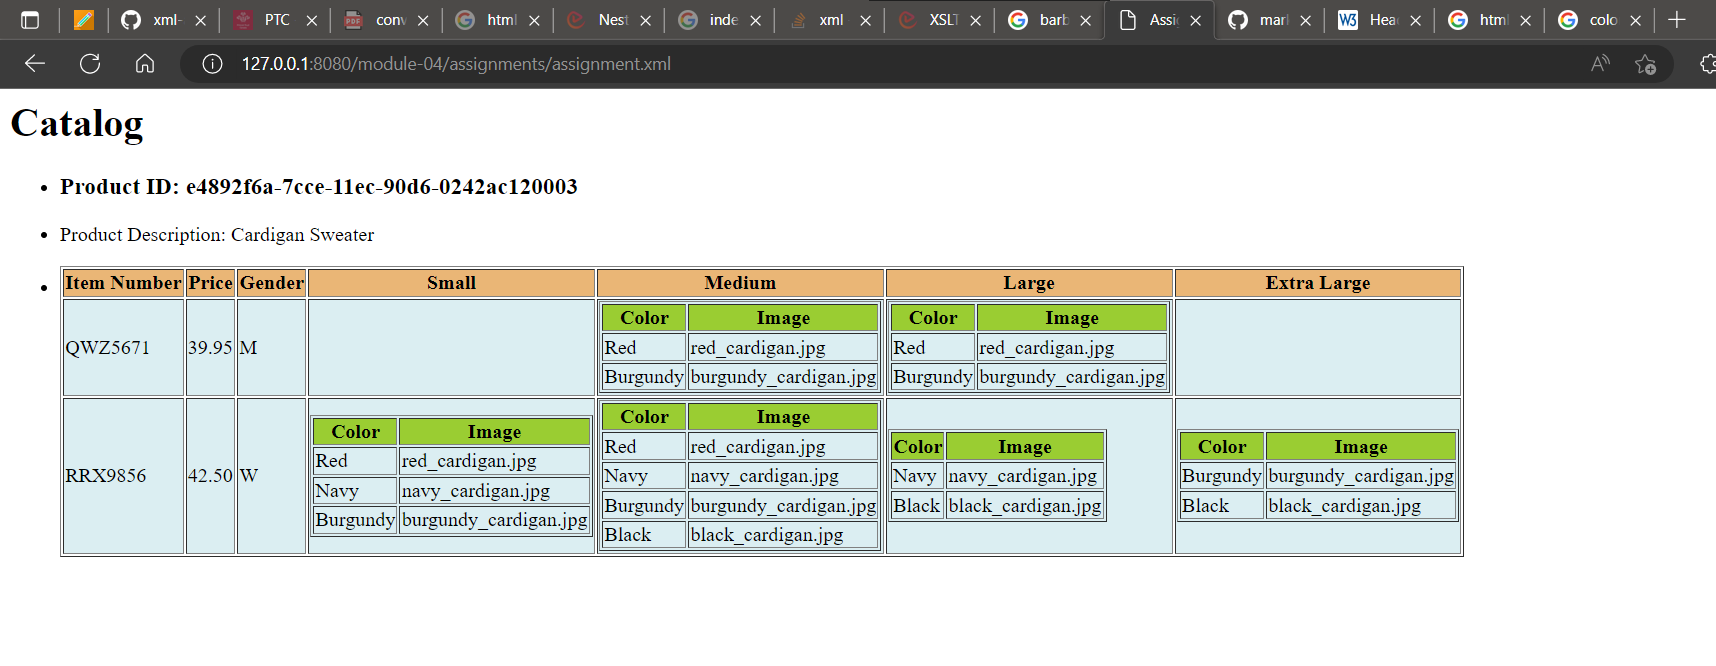 xml- PTC conv html Nest inde xml XSLT barb Assi mark Hea html colo
127.0.0.1:8080/module-04/assignments/assignment.xml
Catalog
Product ID: e4892f6a-7cce-11ec-90d6-0242ac120003
Product Description: Cardigan Sweater
Item Number Price Gender Small Medium Large Extra Large
Color Image Color Image
QWZ5671 39.95 M Red red_cardigan.jpg Red red_cardigan.jpg
Burgundy burgundy_cardigan.jpg Burgundy burgundy_cardigan.jpg
RRX9856 42.50 W
Color Image
Red red_cardigan.jpg
Navy navy_cardigan.jpg
Burgundy burgundy_cardigan.jpg
Color Image
Red red_cardigan.jpg
Navy navy_cardigan.jpg
Burgundy burgundy_cardigan.jpg
Black black_cardigan.jpg
Color Image
Navy navy_cardigan.jpg
Black black_cardigan.jpg
Color Image
Burgundy burgundy_cardigan.jpg
Black black_cardigan.jpg